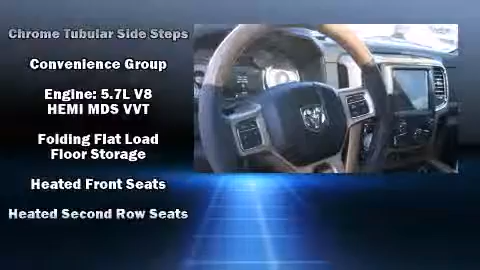 Chrome Tubular Side Steps
Convenience Group
Engine: 5.7L V8
HEMI MDS VVT
Folding Flat Load
Floor Storage
Heated Front Seats
Heated Second Row Seats